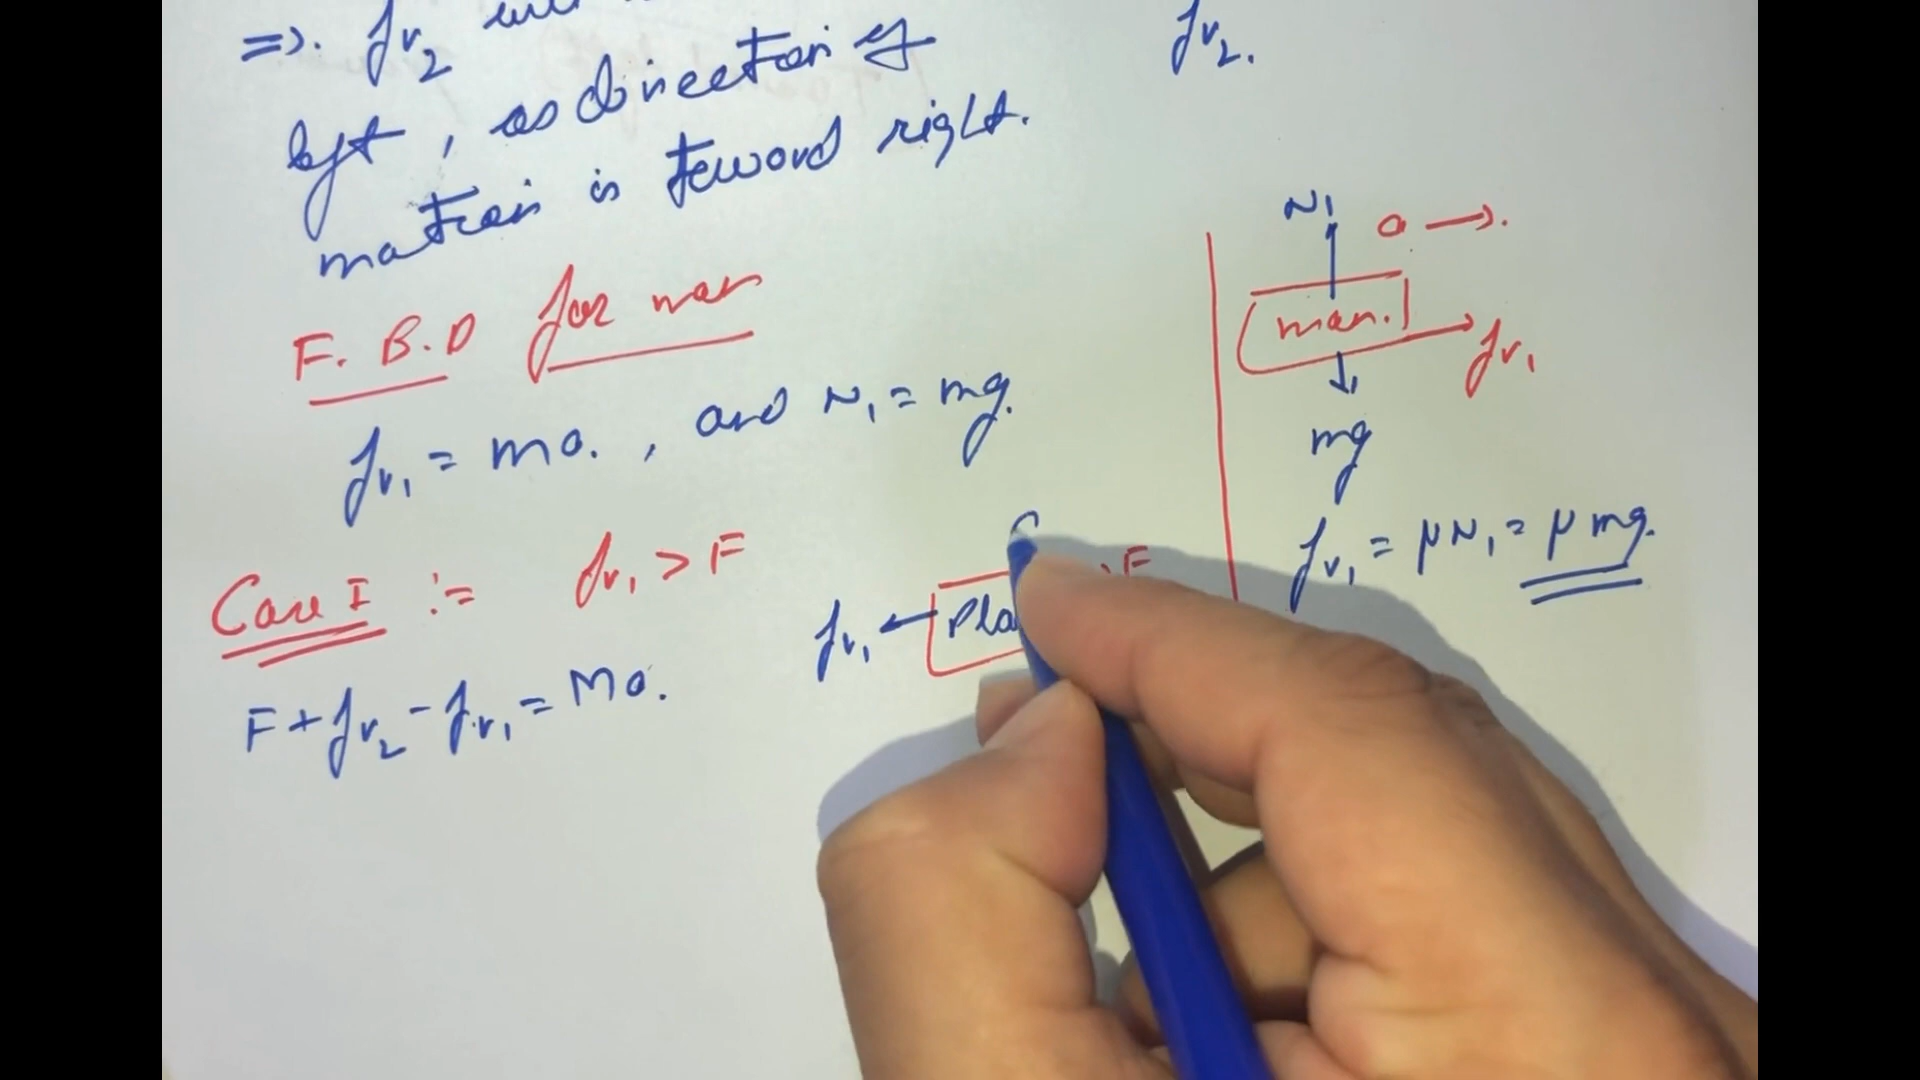 =>. fr2
fr2.
left, as direction of
motion is toward right.
N1
a →.
F.B.D for man
man.
fr1
fr1 = ma. , and N1 = mg.
mg
Case I := fr1 > F
F
fr1 = μN1 = μmg.
fr1 ← Pla
F + fr2 - fr1 = Ma.